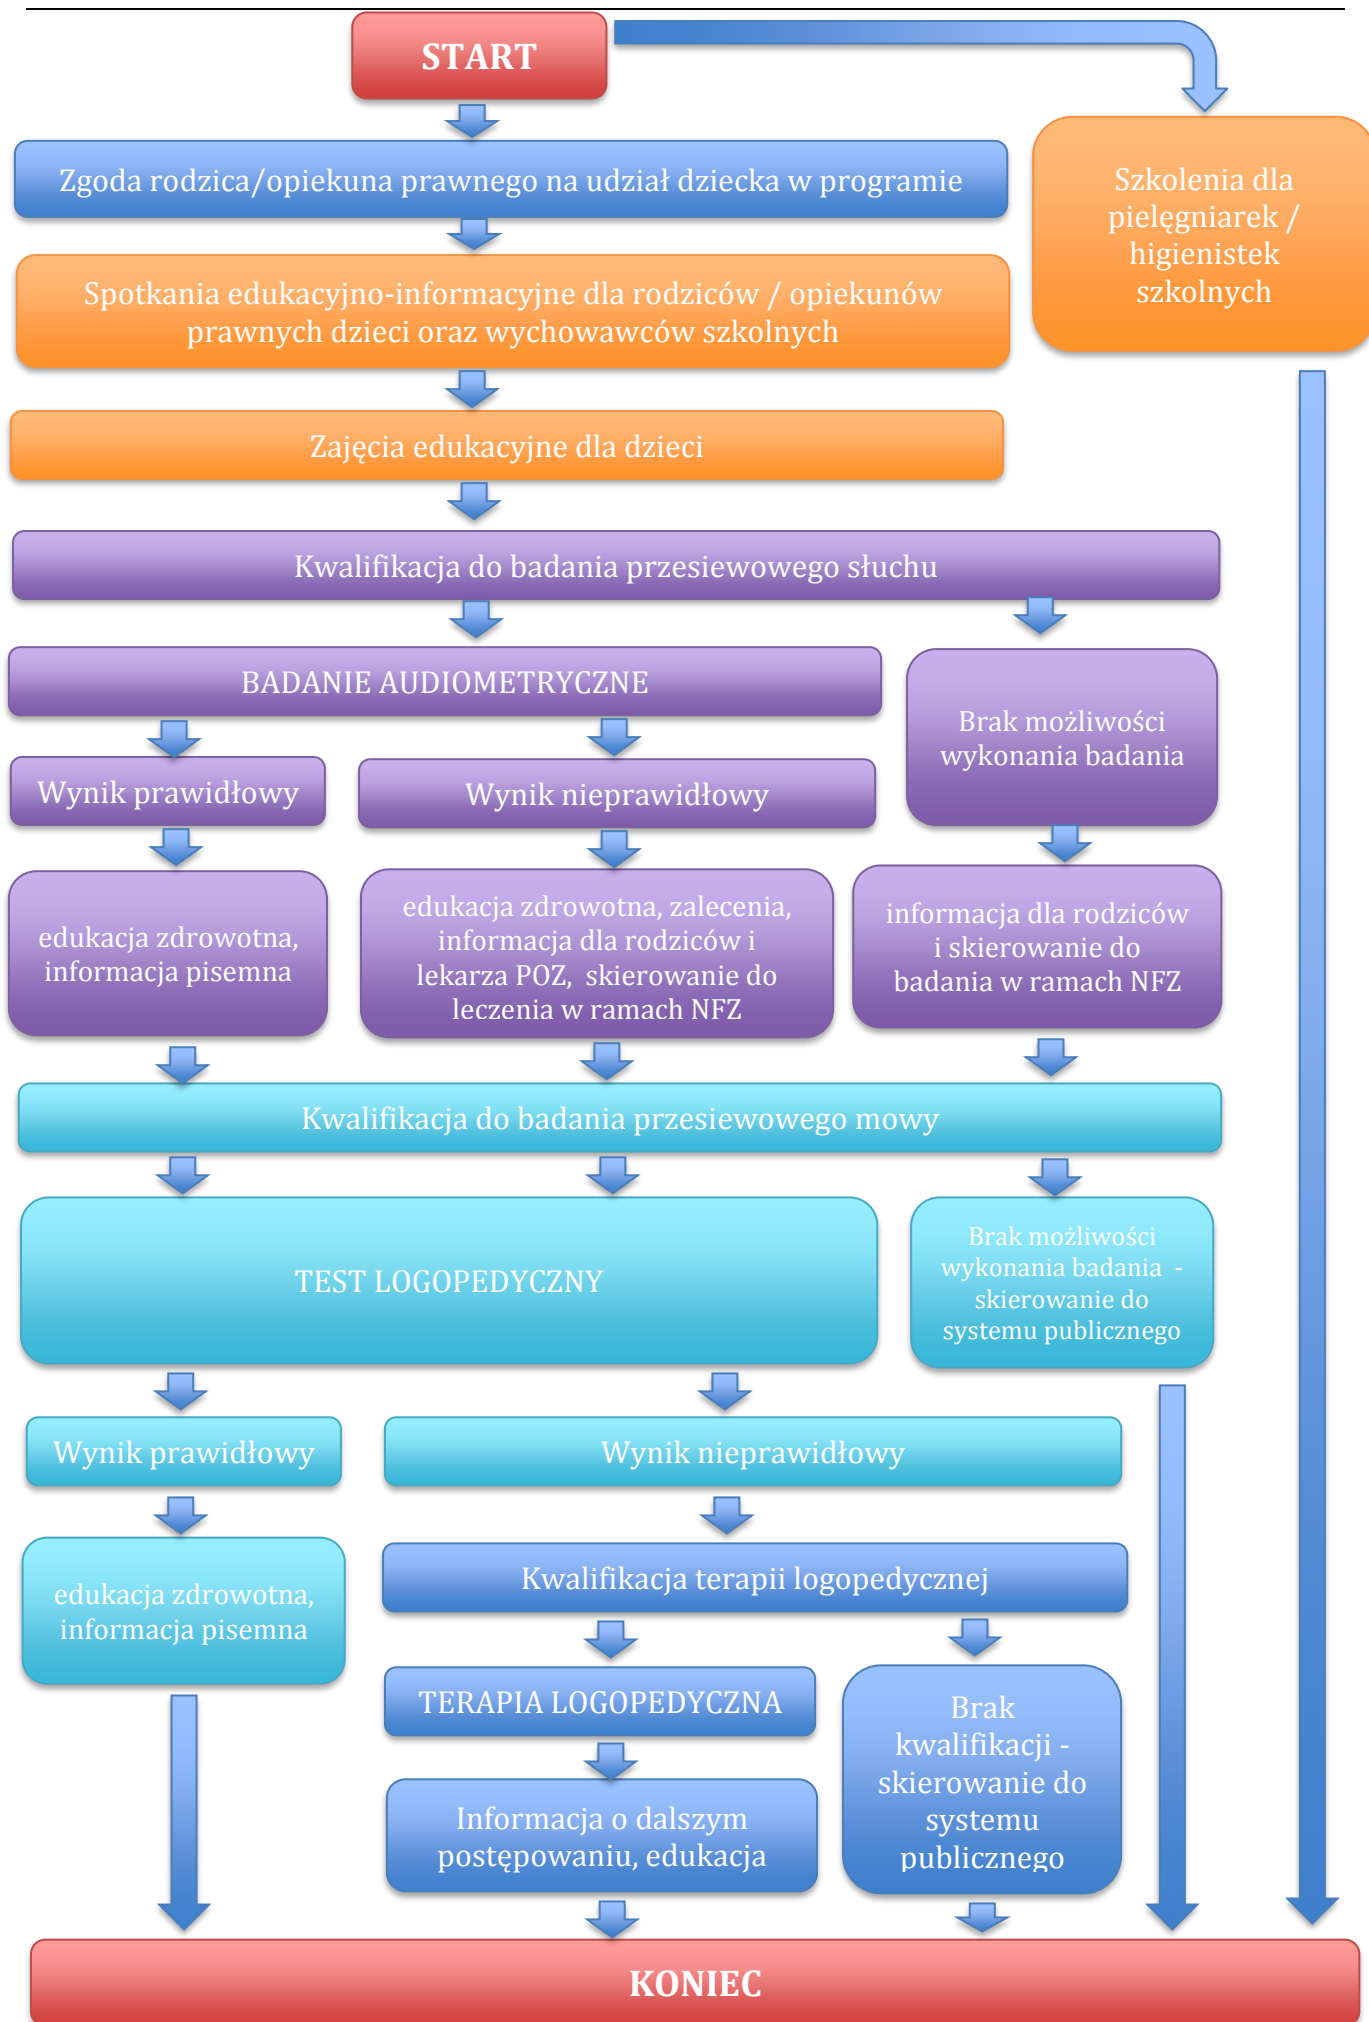 START
Zgoda rodzica/opiekuna prawnego na udział dziecka w programie
Szkolenia dla
pielęgniarek /
higienistek
szkolnych
Spotkania edukacyjno-informacyjne dla rodziców / opiekunów
prawnych dzieci oraz wychowawców szkolnych
Zajęcia edukacyjne dla dzieci
Kwalifikacja do badania przesiewowego słuchu
BADANIE AUDIOMETRYCZNE
Brak możliwości
wykonania badania
Wynik prawidłowy
Wynik nieprawidłowy
edukacja zdrowotna,
informacja pisemna
edukacja zdrowotna, zalecenia,
informacja dla rodziców i
lekarza POZ, skierowanie do
leczenia w ramach NFZ
informacja dla rodziców
i skierowanie do
badania w ramach NFZ
Kwalifikacja do badania przesiewowego mowy
TEST LOGOPEDYCZNY
Brak możliwości
wykonania badania -
skierowanie do
systemu publicznego
Wynik prawidłowy
Wynik nieprawidłowy
edukacja zdrowotna,
informacja pisemna
Kwalifikacja terapii logopedycznej
TERAPIA LOGOPEDYCZNA
Brak
kwalifikacji -
skierowanie do
systemu
publicznego
Informacja o dalszym
postępowaniu, edukacja
KONIEC